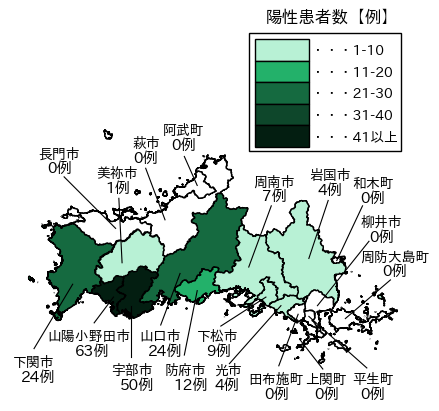 陽性患者数【例】
・・・1-10
・・・11-20
・・・21-30
・・・31-40
・・・41以上
阿武町
0例
萩市
0例
長門市
0例
美祢市
1例
周南市
7例
岩国市
4例
和木町
0例
柳井市
0例
周防大島町
0例
下関市
24例
山陽小野田市
63例
宇部市
50例
山口市
24例
防府市
12例
下松市
9例
光市
4例
田布施町
0例
上関町
0例
平生町
0例